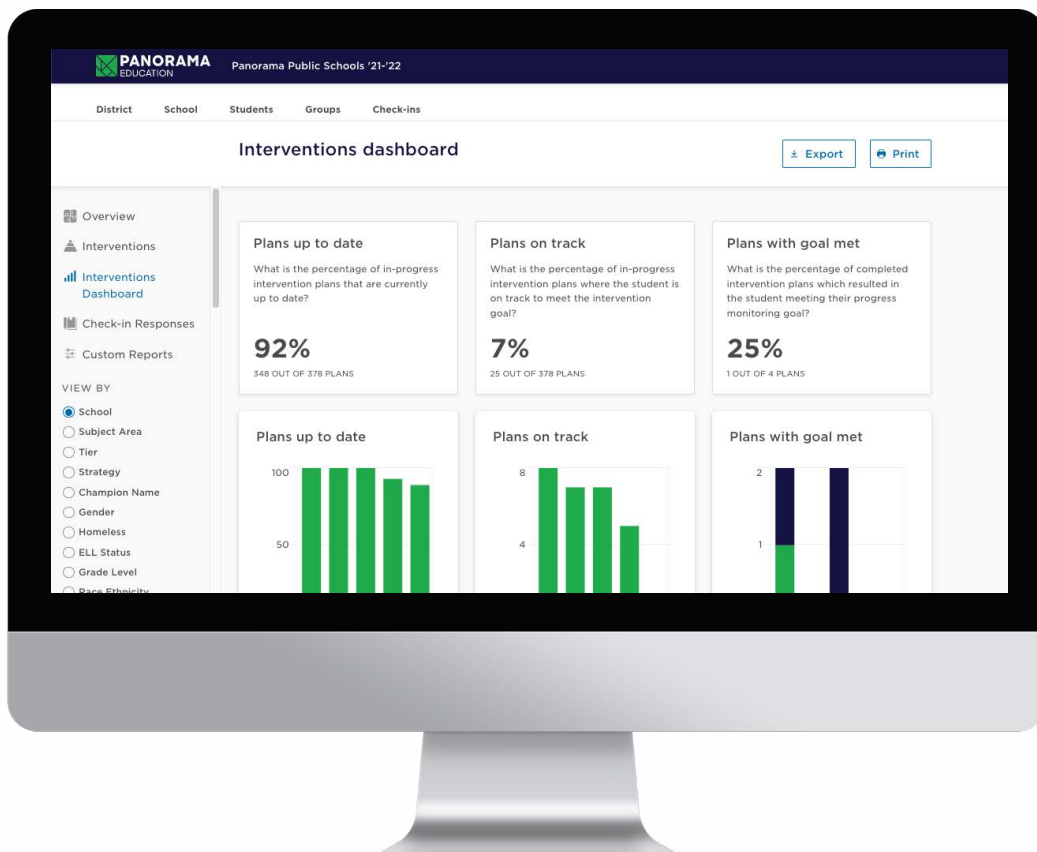 PANORAMA
EDUCATION
Panorama Public Schools '21-'22
District School Students Groups Check-ins
Interventions dashboard
Export
Print
Overview
Interventions
Interventions
Dashboard
Check-in Responses
Custom Reports
VIEW BY
School
Subject Area
Tier
Strategy
Champion Name
Gender
Homeless
ELL Status
Grade Level
Race Ethnicity
Plans up to date
What is the percentage of in-progress
intervention plans that are currently
up to date?
92%
348 OUT OF 378 PLANS
Plans on track
What is the percentage of in-progress
intervention plans where the student is
on track to meet the intervention
goal?
7%
25 OUT OF 378 PLANS
Plans with goal met
What is the percentage of completed
intervention plans which resulted in
the student meeting their progress
monitoring goal?
25%
1 OUT OF 4 PLANS
Plans up to date
100
50
Plans on track
8
4
Plans with goal met
2
1